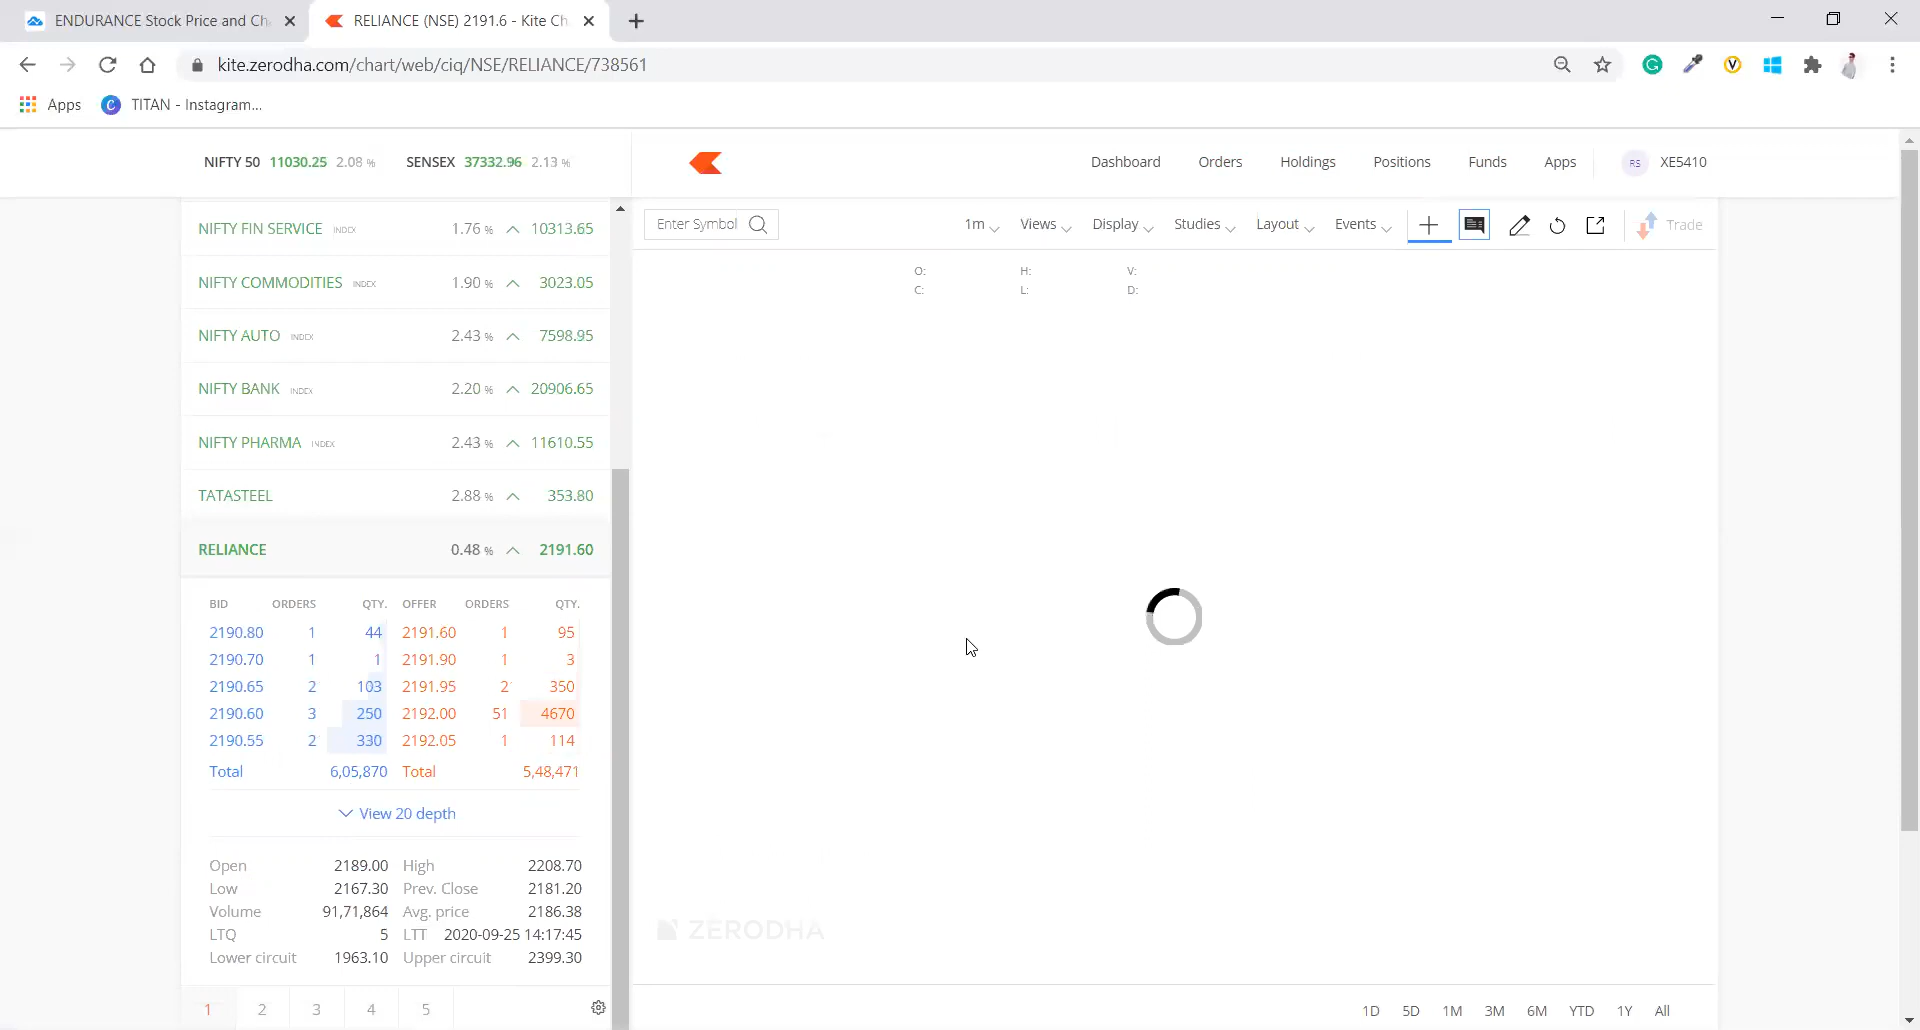 ENDURANCE Stock Price and Ch
RELIANCE (NSE) 2191.6 - Kite Ch
kite.zerodha.com/chart/web/ciq/NSE/RELIANCE/738561
Apps
TITAN - Instagram...
NIFTY 50 11030.25 2.08 % SENSEX 37332.96 2.13 %
Dashboard Orders Holdings Positions Funds Apps RS XE5410
NIFTY FIN SERVICE INDEX 1.76 % 10313.65
NIFTY COMMODITIES INDEX 1.90 % 3023.05
NIFTY AUTO INDEX 2.43 % 7598.95
NIFTY BANK INDEX 2.20 % 20906.65
NIFTY PHARMA INDEX 2.43 % 11610.55
TATASTEEL 2.88 % 353.80
RELIANCE 0.48 % 2191.60
BID ORDERS QTY. OFFER ORDERS QTY.
2190.80 1 44 2191.60 1 95
2190.70 1 1 2191.90 1 3
2190.65 2 103 2191.95 2 350
2190.60 3 250 2192.00 51 4670
2190.55 2 330 2192.05 1 114
Total 6,05,870 Total 5,48,471
View 20 depth
Open 2189.00 High 2208.70
Low 2167.30 Prev. Close 2181.20
Volume 91,71,864 Avg. price 2186.38
LTQ 5 LTT 2020-09-25 14:17:45
Lower circuit 1963.10 Upper circuit 2399.30
1 2 3 4 5
Enter Symbol 1m Views Display Studies Layout Events Trade
O: H: V:
C: L: D:
ZERODHA
1D 5D 1M 3M 6M YTD 1Y All